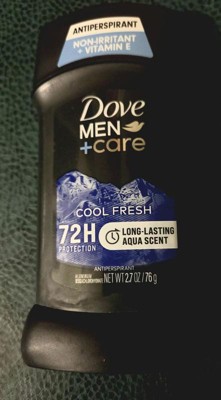 ANTIPERSPIRANT
NON-IRRITANT
+ VITAMIN E
Dove
MEN
+care
COOL FRESH
72H
PROTECTION
LONG-LASTING
AQUA SCENT
ANTIPERSPIRANT
NET WT 2.7 OZ / 76 g